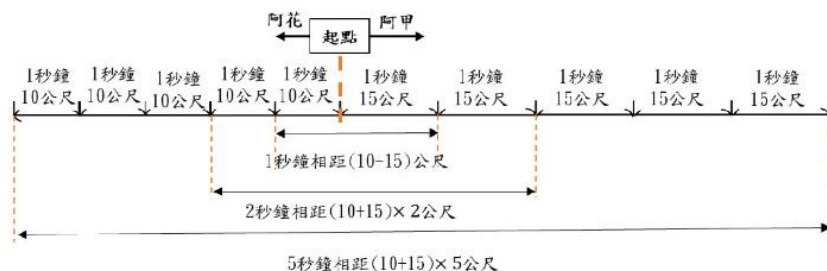 阿花 起點 阿甲
1秒鐘 1秒鐘 1秒鐘 1秒鐘 1秒鐘 1秒鐘 1秒鐘 1秒鐘 1秒鐘 1秒鐘
10公尺 10公尺 10公尺 10公尺 10公尺 15公尺 15公尺 15公尺 15公尺 15公尺
1秒鐘相距(10-15)公尺
2秒鐘相距(10+15)×2公尺
5秒鐘相距(10+15)×5公尺